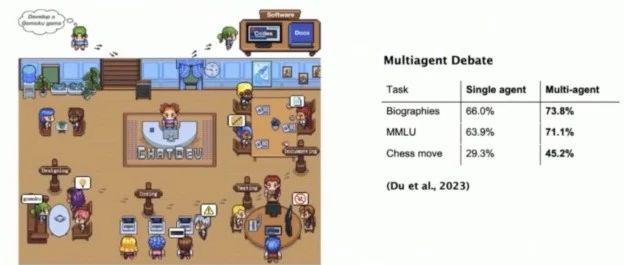 Develop a
Gomoku game
Software
Codes
Docs
CHATDEV
Designing
Coding
Testing
Documenting
gomoku
Multiagent Debate
Task Single agent Multi-agent
Biographies 66.0% 73.8%
MMLU 63.9% 71.1%
Chess move 29.3% 45.2%
(Du et al., 2023)